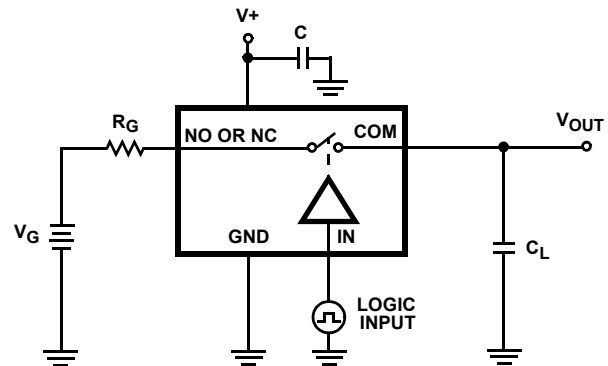 V+
C
RG
NO OR NC
COM
VOUT
VG
GND
IN
CL
LOGIC
INPUT